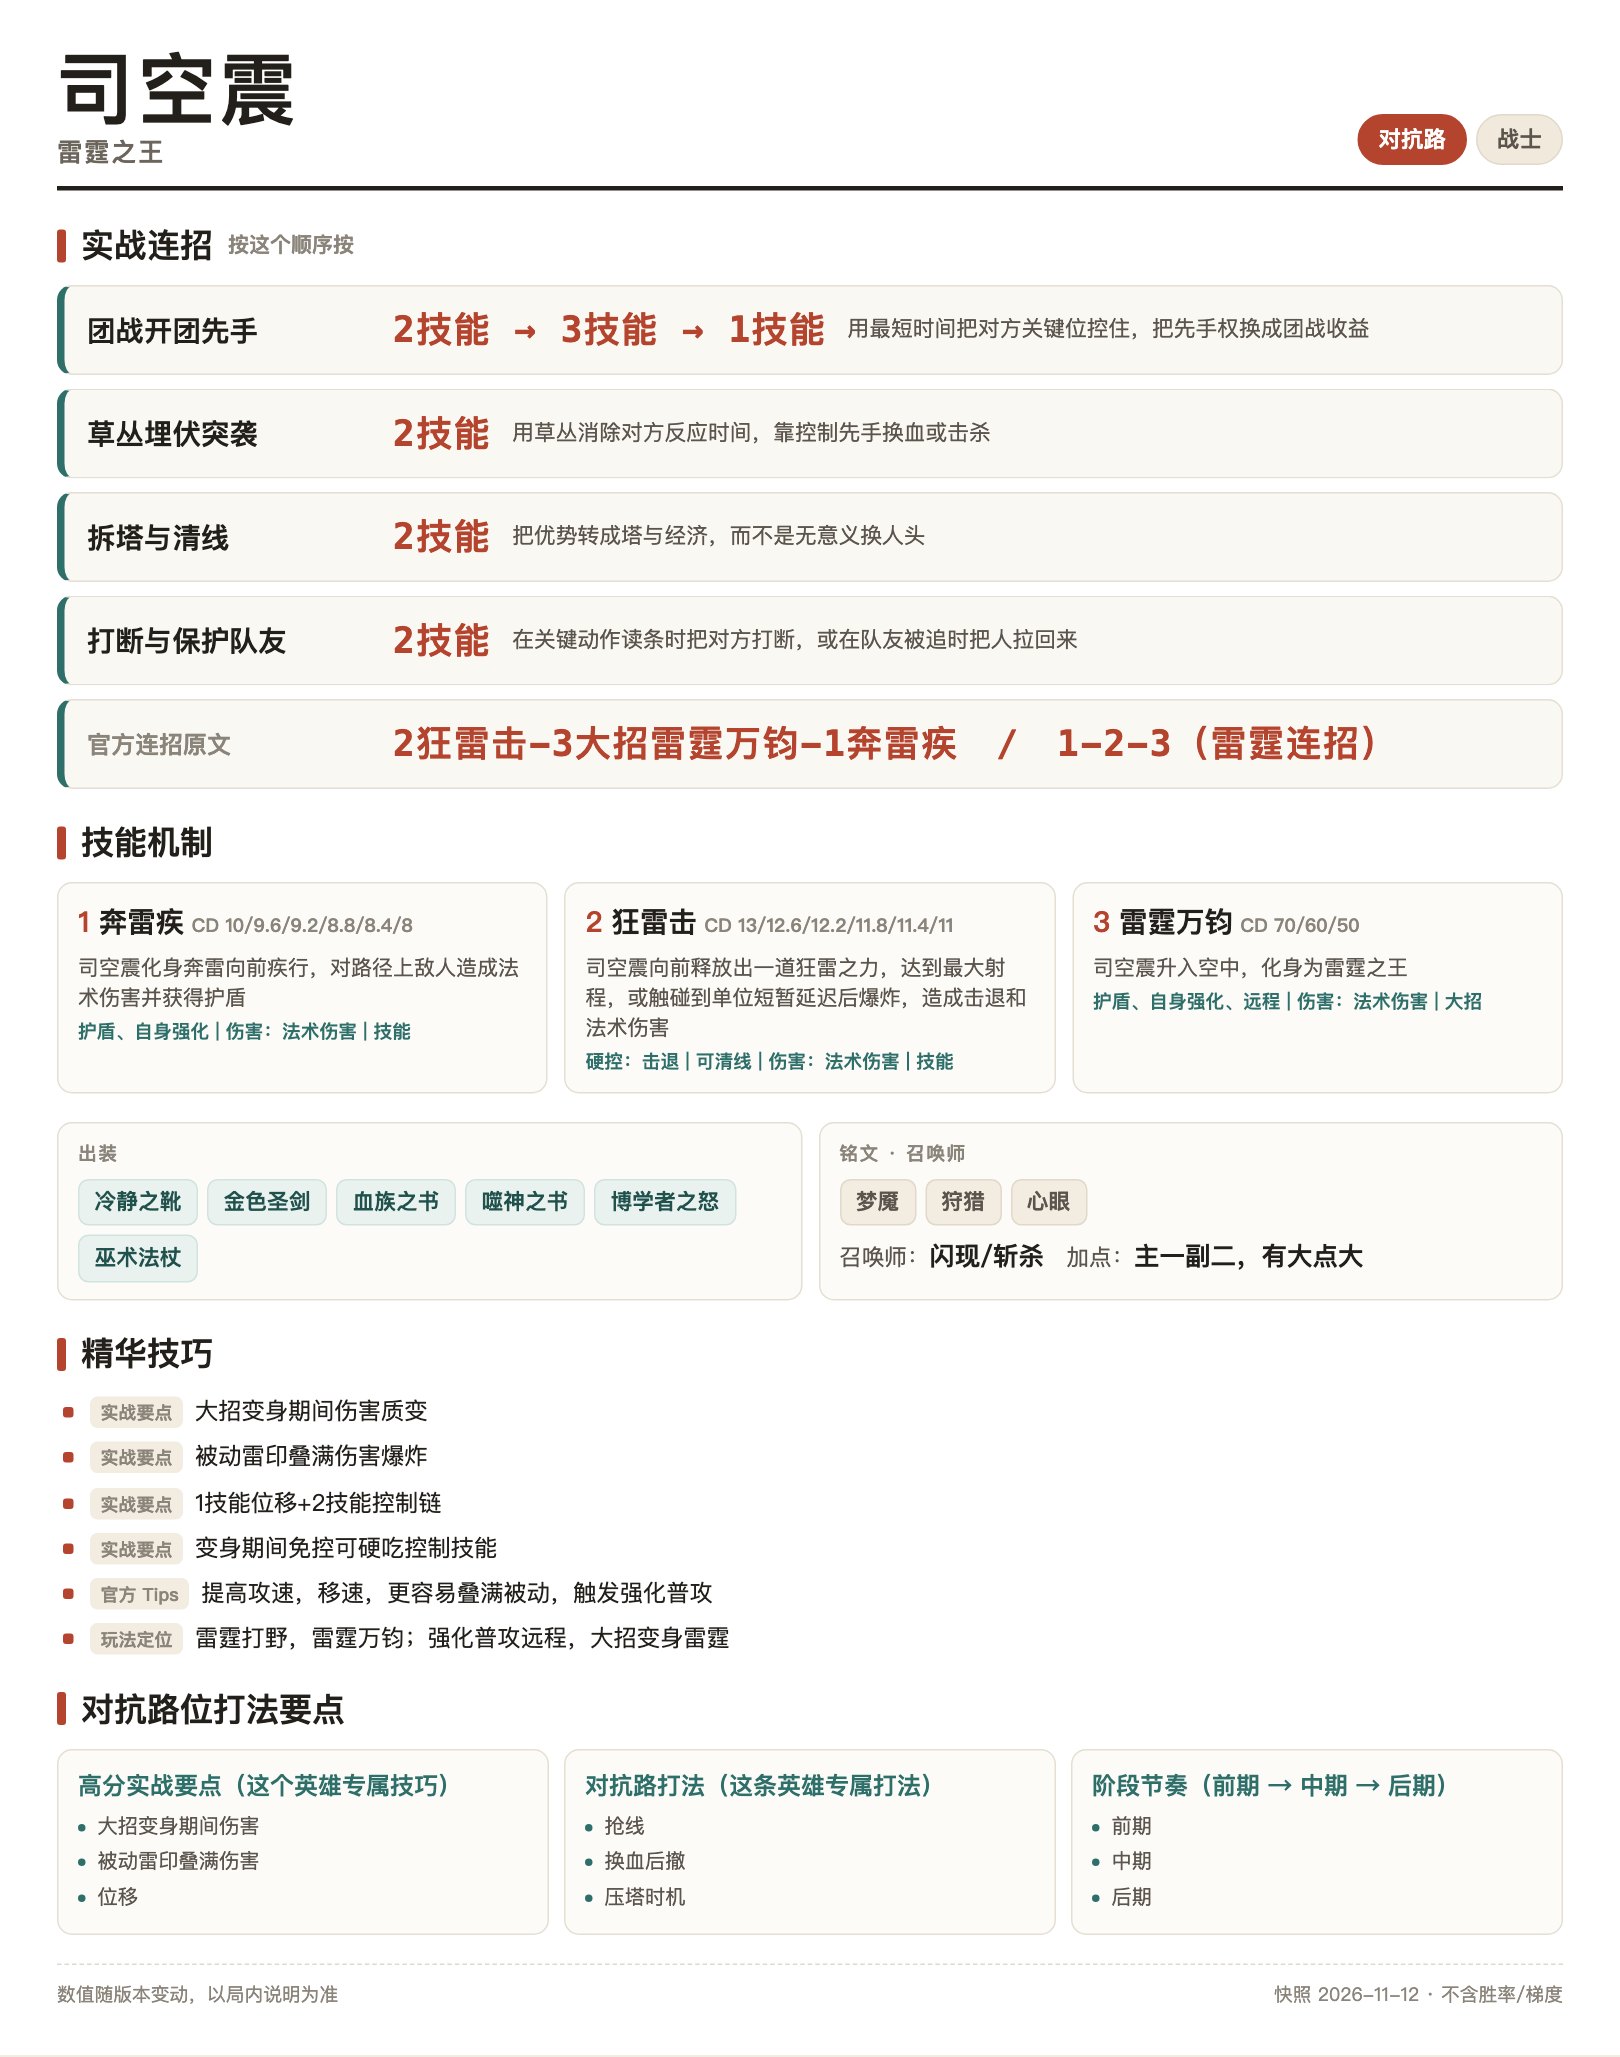 司空震
雷霆之王
对抗路 战士
实战连招 按这个顺序按
团战开团先手 2技能 → 3技能 → 1技能 用最短时间把对方关键位控住，把先手权换成团战收益
草丛埋伏突袭 2技能 用草丛消除对方反应时间，靠控制先手换血或击杀
拆塔与清线 2技能 把优势转成塔与经济，而不是无意义换人头
打断与保护队友 2技能 在关键动作读条时把对方打断，或在队友被追时把人拉回来
官方连招原文 2狂雷击-3大招雷霆万钧-1奔雷疾 / 1-2-3（雷霆连招）
技能机制
1 奔雷疾 CD 10/9.6/9.2/8.8/8.4/8
司空震化身奔雷向前疾行，对路径上敌人造成法
术伤害并获得护盾
护盾、自身强化 | 伤害：法术伤害 | 技能
2 狂雷击 CD 13/12.6/12.2/11.8/11.4/11
司空震向前释放出一道狂雷之力，达到最大射
程，或触碰到单位短暂延迟后爆炸，造成击退和
法术伤害
硬控：击退 | 可清线 | 伤害：法术伤害 | 技能
3 雷霆万钧 CD 70/60/50
司空震升入空中，化身为雷霆之王
护盾、自身强化、远程 | 伤害：法术伤害 | 大招
出装
冷静之靴 金色圣剑 血族之书 噬神之书 博学者之怒
巫术法杖
铭文 · 召唤师
梦魇 狩猎 心眼
召唤师：闪现/斩杀 加点：主一副二，有大点大
精华技巧
实战要点 大招变身期间伤害质变
实战要点 被动雷印叠满伤害爆炸
实战要点 1技能位移+2技能控制链
实战要点 变身期间免控可硬吃控制技能
官方 Tips 提高攻速，移速，更容易叠满被动，触发强化普攻
玩法定位 雷霆打野，雷霆万钧；强化普攻远程，大招变身雷霆
对抗路位打法要点
高分实战要点（这个英雄专属技巧）
大招变身期间伤害
被动雷印叠满伤害
位移
对抗路打法（这条英雄专属打法）
抢线
换血后撤
压塔时机
阶段节奏（前期 → 中期 → 后期）
前期
中期
后期
数值随版本变动，以局内说明为准
快照 2026-11-12 · 不含胜率/梯度